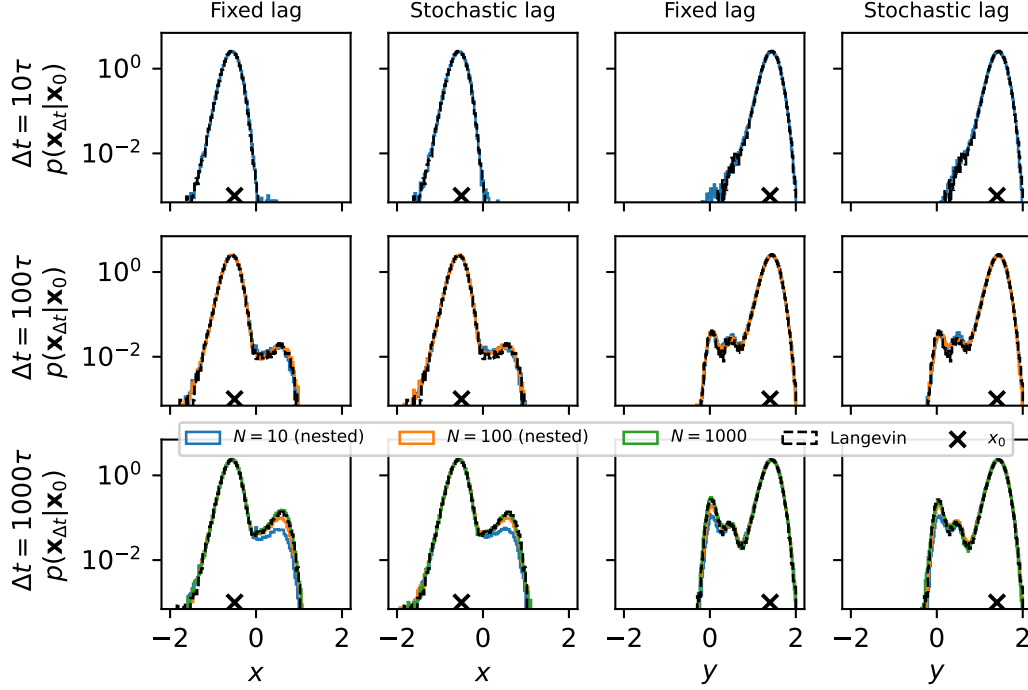 Fixed lag Stochastic lag Fixed lag Stochastic lag
Δt = 10τ
p(x_Δt|x_0)
10^0
10^−2
Δt = 100τ
p(x_Δt|x_0)
10^0
10^−2
N = 10 (nested) N = 100 (nested) N = 1000 Langevin x_0
Δt = 1000τ
p(x_Δt|x_0)
10^0
10^−2
−2 0 2 −2 0 2 −2 0 2 −2 0 2
x x y y